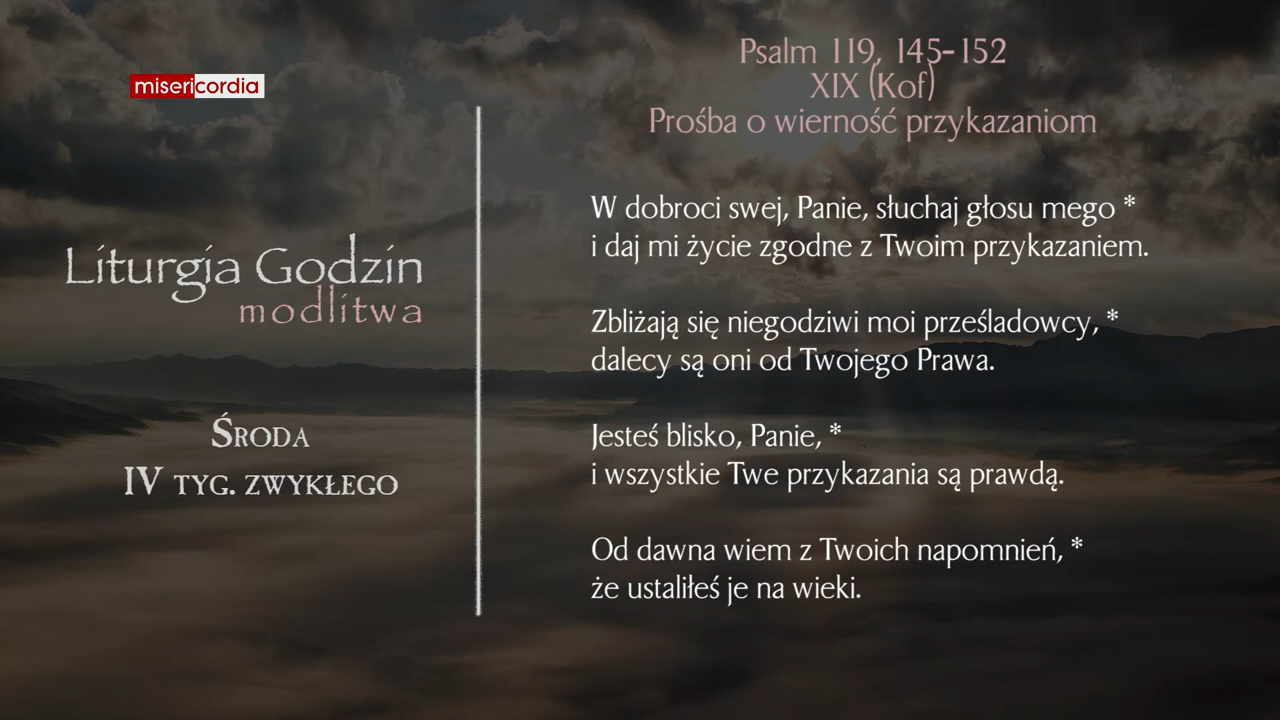 misericordia
Liturgia Godzin
modlitwa
Środa
IV tyg. zwykłego
Psalm 119, 145-152
XIX (Kof)
Prośba o wierność przykazaniom
W dobroci swej, Panie, słuchaj głosu mego *
i daj mi życie zgodne z Twoim przykazaniem.
Zbliżają się niegodziwi moi prześladowcy, *
dalecy są oni od Twojego Prawa.
Jesteś blisko, Panie, *
i wszystkie Twe przykazania są prawdą.
Od dawna wiem z Twoich napomnień, *
że ustaliłeś je na wieki.